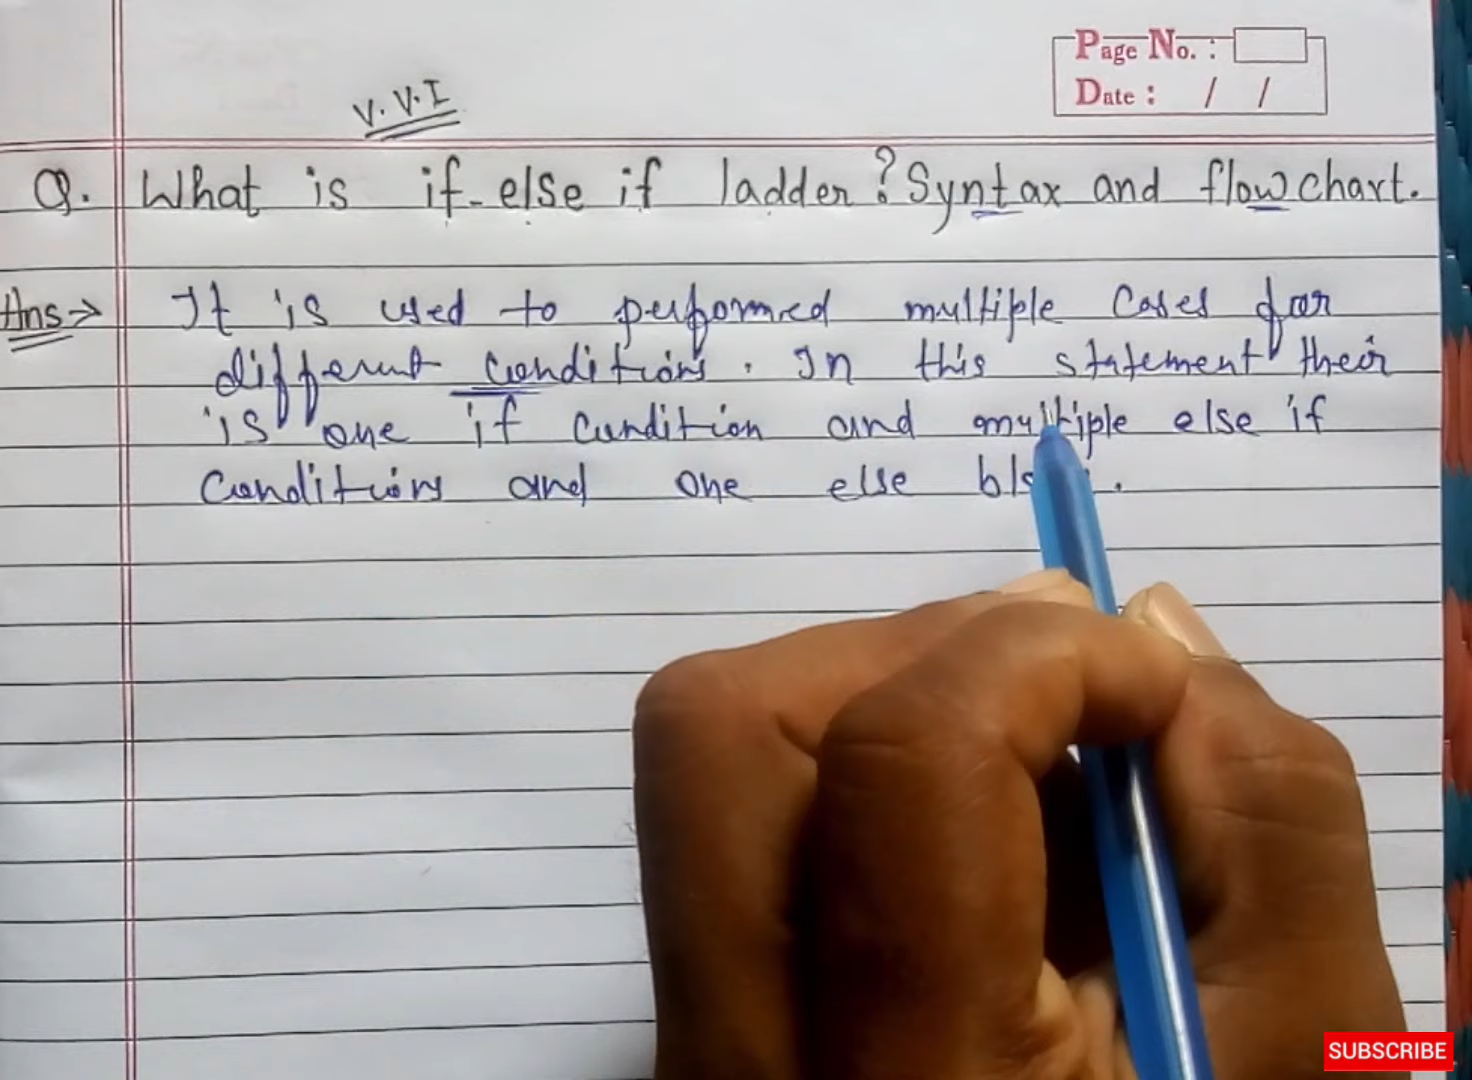 Page No. :
Date : / /
V.V.I
Q. What is if-else if ladder? Syntax and flowchart.
Ans→ It is used to performed multiple Cases for
different conditions. In this statement their
is one if condition and multiple else if
conditions and one else
SUBSCRIBE